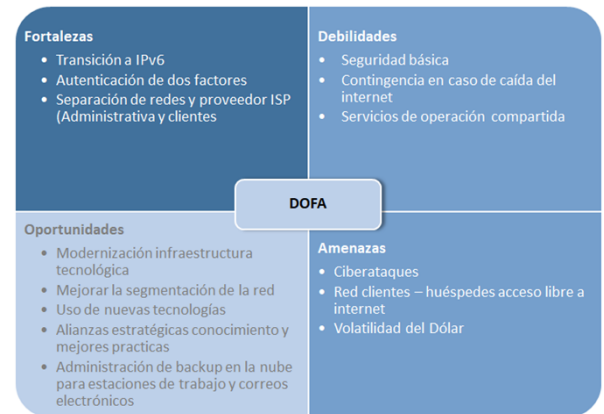 Fortalezas
• Transición a IPv6
• Autenticación de dos factores
• Separación de redes y proveedor ISP
(Administrativa y clientes
Debilidades
• Seguridad básica
• Contingencia en caso de caída del
internet
• Servicios de operación compartida
DOFA
Oportunidades
• Modernización infraestructura
tecnológica
• Mejorar la segmentación de la red
• Uso de nuevas tecnologías
• Alianzas estratégicas conocimiento y
mejores practicas
• Administración de backup en la nube
para estaciones de trabajo y correos
electrónicos
Amenazas
• Ciberataques
• Red clientes – huéspedes acceso libre a
internet
• Volatilidad del Dólar